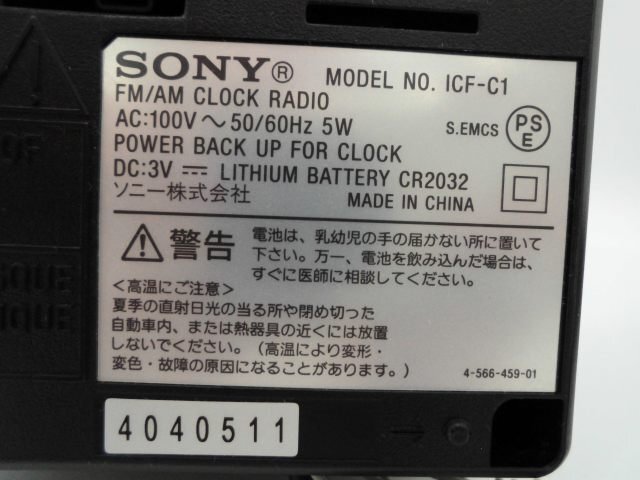 SONY® MODEL NO. ICF-C1
FM/AM CLOCK RADIO
AC:100V ～ 50/60Hz 5W
S.EMCS
PSE
POWER BACK UP FOR CLOCK
DC:3V ⎓ LITHIUM BATTERY CR2032
ソニー株式会社 MADE IN CHINA
⚠ 警告
電池は、乳幼児の手の届かない所に置いて
下さい。万一、電池を飲み込んだ場合は、
すぐに医師に相談してください。
<高温にご注意>
夏季の直射日光の当る所や閉め切った
自動車内、または熱器具の近くには放置
しないでください。(高温により変形・
変色・故障の原因になることがあります。)
4-566-459-01
4040511